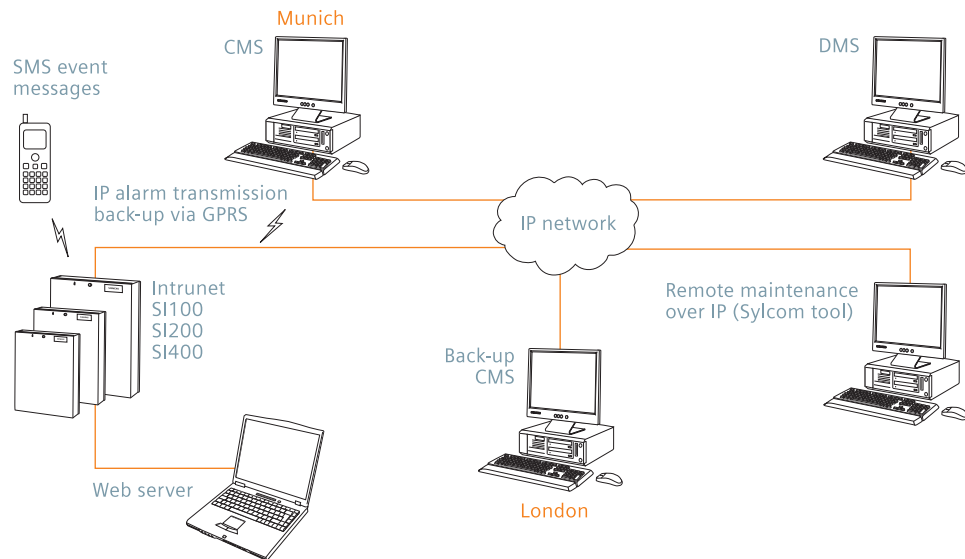 Munich
CMS
DMS
SMS event
messages
IP alarm transmission
back-up via GPRS
IP network
Intrunet
SI100
SI200
SI400
Remote maintenance
over IP (Sylcom tool)
Back-up
CMS
Web server
London